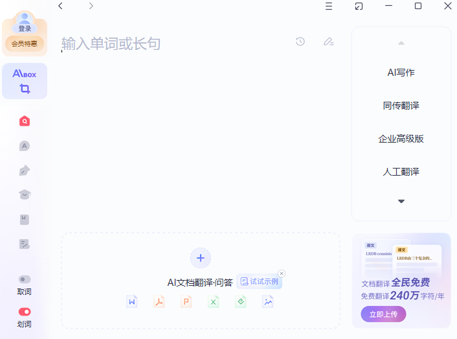 登录
会员特惠
AIBOX
取词
划词
输入单词或长句
AI写作
同传翻译
企业高级版
人工翻译
AI文档翻译·问答
试试示例
文档翻译 全民免费
免费翻译240万字符/年
立即上传